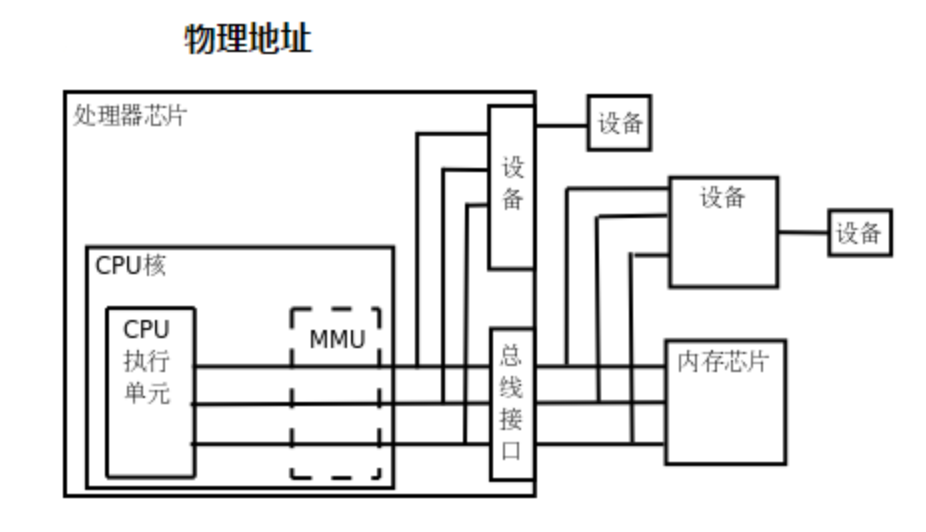 物理地址
处理器芯片
设备
设
备
设备
设备
CPU核
CPU
执行
单元
MMU
总
线
接
口
内存芯片